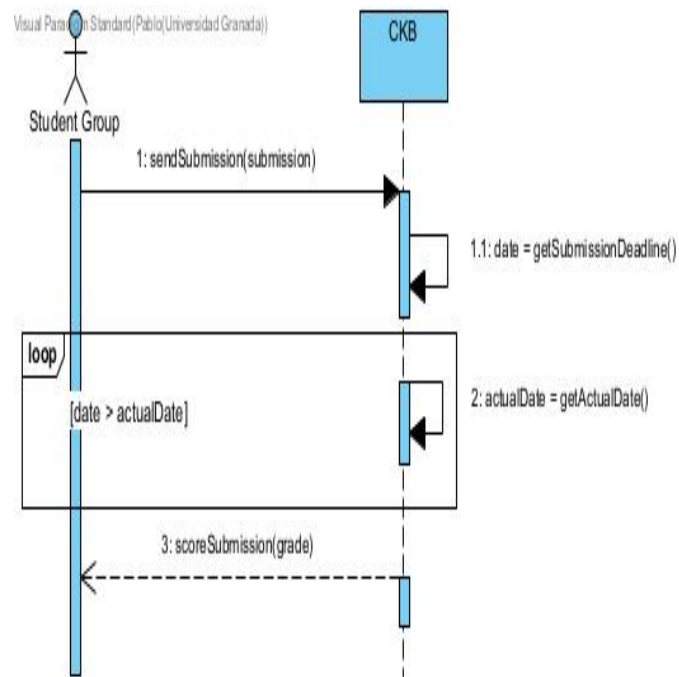 Visual Paradigm Standard(Pablo(Universidad Granada))
CKB
Student Group
1: sendSubmission(submission)
1.1: date = getSubmissionDeadline()
loop
[date > actualDate]
2: actualDate = getActualDate()
3: scoreSubmission(grade)